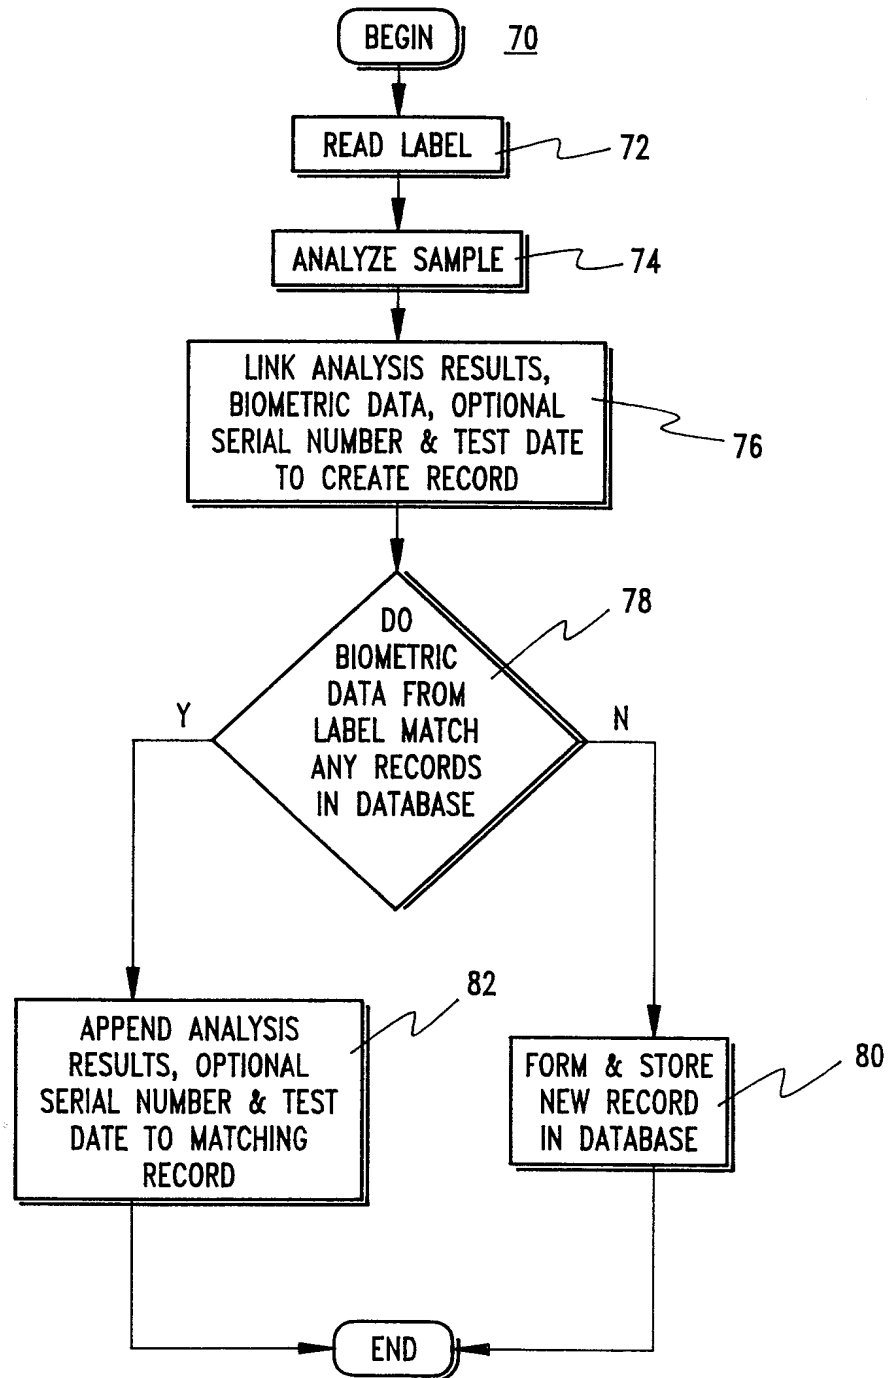 BEGIN
70
READ LABEL
72
ANALYZE SAMPLE
74
LINK ANALYSIS RESULTS,
BIOMETRIC DATA, OPTIONAL
SERIAL NUMBER & TEST DATE
TO CREATE RECORD
76
DO
BIOMETRIC
DATA FROM
LABEL MATCH
ANY RECORDS
IN DATABASE
78
Y
N
APPEND ANALYSIS
RESULTS, OPTIONAL
SERIAL NUMBER & TEST
DATE TO MATCHING
RECORD
82
FORM & STORE
NEW RECORD
IN DATABASE
80
END